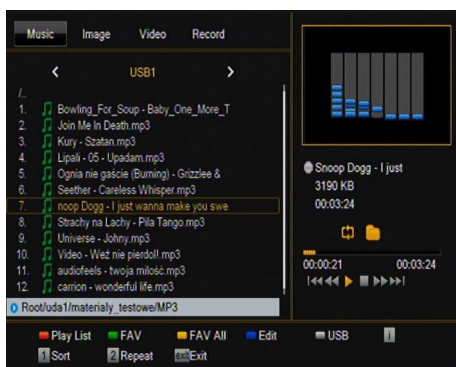 Music Image Video Record
USB1
/..
1. Bowling_For_Soup - Baby_One_More_T
2. Join Me In Death.mp3
3. Kury - Szatan.mp3
4. Lipali - 05 - Upadam.mp3
5. Ognia nie gaście (Burning) - Grizzlee &
6. Seether - Careless Whisper.mp3
7. noop Dogg - I just wanna make you swe
8. Strachy na Lachy - Pila Tango.mp3
9. Universe - Johny.mp3
10. Video - Weź nie pierdol!.mp3
11. audiofeels - twoja milość.mp3
12. carrion - wonderful life.mp3
Root/uda1/materialy_testowe/MP3
Snoop Dogg - I just
3190 KB
00:03:24
00:00:21 00:03:24
Play List FAV FAV All Edit USB i
1 Sort 2 Repeat exit Exit